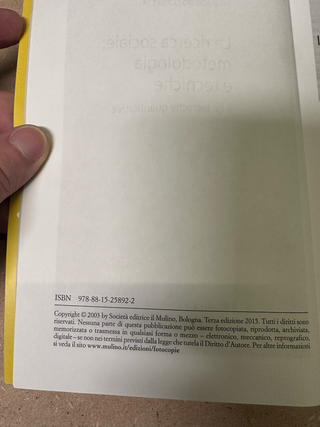 ISBN 978-88-15-25892-2
Copyright © 2003 by Società editrice il Mulino, Bologna. Terza edizione 2015. Tutti i diritti sono
riservati. Nessuna parte di questa pubblicazione può essere fotocopiata, riprodotta, archiviata,
memorizzata o trasmessa in qualsiasi forma o mezzo – elettronico, meccanico, reprografico,
digitale – se non nei termini previsti dalla legge che tutela il Diritto d'Autore. Per altre informazioni
si veda il sito www.mulino.it/edizioni/fotocopie